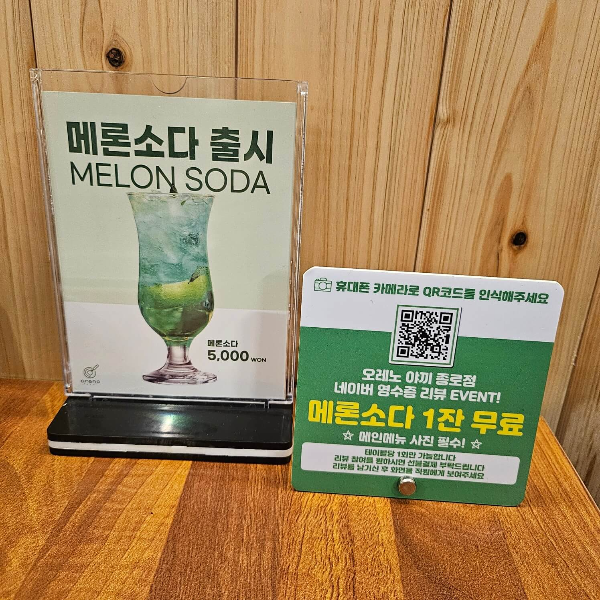 메론소다 출시
MELON SODA
메론소다
5,000 WON
휴대폰 카메라로 QR코드를 인식해주세요
오레노 야끼 종로점
네이버 영수증 리뷰 EVENT!
메론소다 1잔 무료
☆ 메인메뉴 사진 필수! ☆
테이블당 1회만 가능합니다
리뷰 참여를 원하시면 선불결제 부탁드립니다
리뷰를 남기신 후 화면을 직원에게 보여주세요